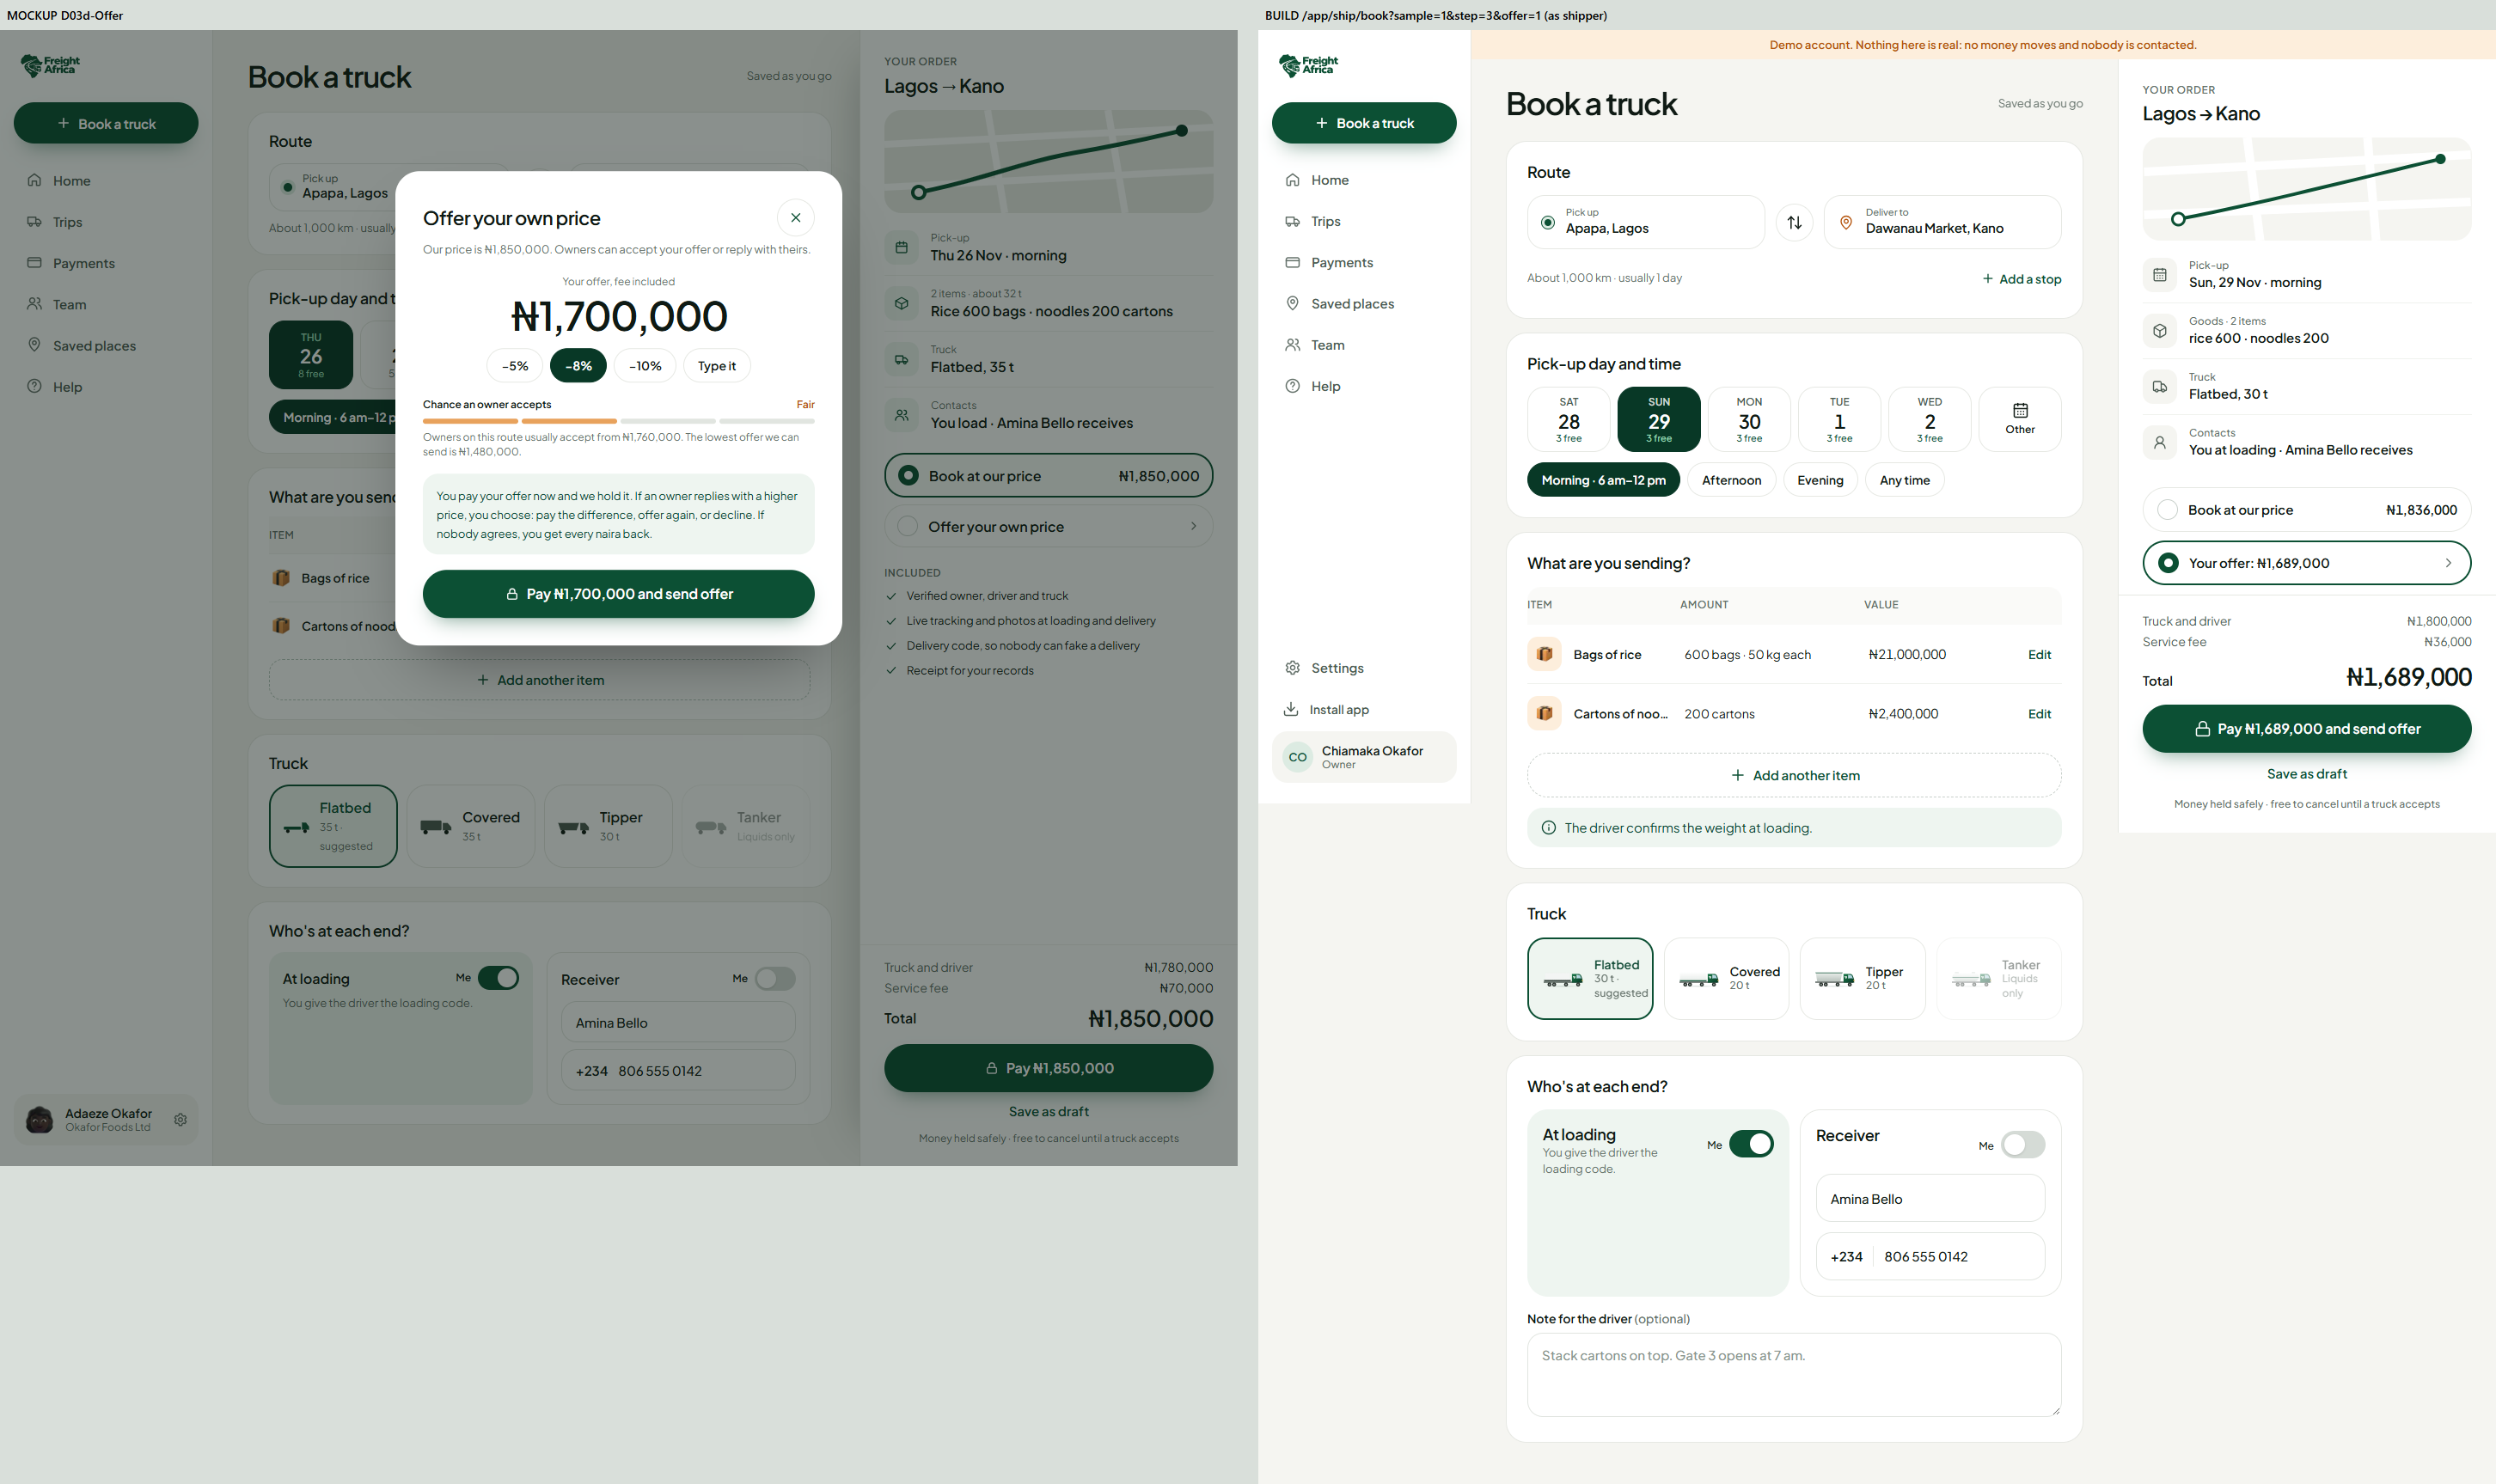 MOCKUP D03d-Offer
Freight Africa
Book a truck
Home
Trips
Payments
Team
Saved places
Help
Adaeze Okafor
Okafor Foods Ltd
Book a truck
Saved as you go
Route
Pick up
Apapa, Lagos
About 1,000 km · usually
Pick-up day and t
THU
26
8 free
Morning · 6 am–12 p
What are you send
ITEM
Bags of rice
Cartons of nood
Add another item
Truck
Flatbed
35 t · suggested
Covered
35 t
Tipper
30 t
Tanker
Liquids only
Who's at each end?
At loading
Me
You give the driver the loading code.
Receiver
Me
Amina Bello
+234 806 555 0142
Offer your own price
Our price is ₦1,850,000. Owners can accept your offer or reply with theirs.
Your offer, fee included
₦1,700,000
−5%
−8%
−10%
Type it
Chance an owner accepts
Fair
Owners on this route usually accept from ₦1,760,000. The lowest offer we can
send is ₦1,480,000.
You pay your offer now and we hold it. If an owner replies with a higher
price, you choose: pay the difference, offer again, or decline. If
nobody agrees, you get every naira back.
Pay ₦1,700,000 and send offer
YOUR ORDER
Lagos → Kano
Pick-up
Thu 26 Nov · morning
2 items · about 32 t
Rice 600 bags · noodles 200 cartons
Truck
Flatbed, 35 t
Contacts
You load · Amina Bello receives
Book at our price ₦1,850,000
Offer your own price
INCLUDED
Verified owner, driver and truck
Live tracking and photos at loading and delivery
Delivery code, so nobody can fake a delivery
Receipt for your records
Truck and driver ₦1,780,000
Service fee ₦70,000
Total ₦1,850,000
Pay ₦1,850,000
Save as draft
Money held safely · free to cancel until a truck accepts
BUILD /app/ship/book?sample=1&step=3&offer=1 (as shipper)
Demo account. Nothing here is real: no money moves and nobody is contacted.
Freight Africa
Book a truck
Home
Trips
Payments
Saved places
Team
Help
Settings
Install app
CO
Chiamaka Okafor
Owner
Book a truck
Saved as you go
Route
Pick up
Apapa, Lagos
Deliver to
Dawanau Market, Kano
About 1,000 km · usually 1 day
Add a stop
Pick-up day and time
SAT
28
3 free
SUN
29
3 free
MON
30
3 free
TUE
1
3 free
WED
2
3 free
Other
Morning · 6 am–12 pm
Afternoon
Evening
Any time
What are you sending?
ITEM AMOUNT VALUE
Bags of rice 600 bags · 50 kg each ₦21,000,000 Edit
Cartons of noo... 200 cartons ₦2,400,000 Edit
Add another item
The driver confirms the weight at loading.
Truck
Flatbed
30 t ·
suggested
Covered
20 t
Tipper
20 t
Tanker
Liquids
only
Who's at each end?
At loading
Me
You give the driver the
loading code.
Receiver
Me
Amina Bello
+234 806 555 0142
Note for the driver (optional)
Stack cartons on top. Gate 3 opens at 7 am.
YOUR ORDER
Lagos → Kano
Pick-up
Sun, 29 Nov · morning
Goods · 2 items
rice 600 · noodles 200
Truck
Flatbed, 30 t
Contacts
You at loading · Amina Bello receives
Book at our price ₦1,836,000
Your offer: ₦1,689,000
Truck and driver ₦1,800,000
Service fee ₦36,000
Total ₦1,689,000
Pay ₦1,689,000 and send offer
Save as draft
Money held safely · free to cancel until a truck accepts